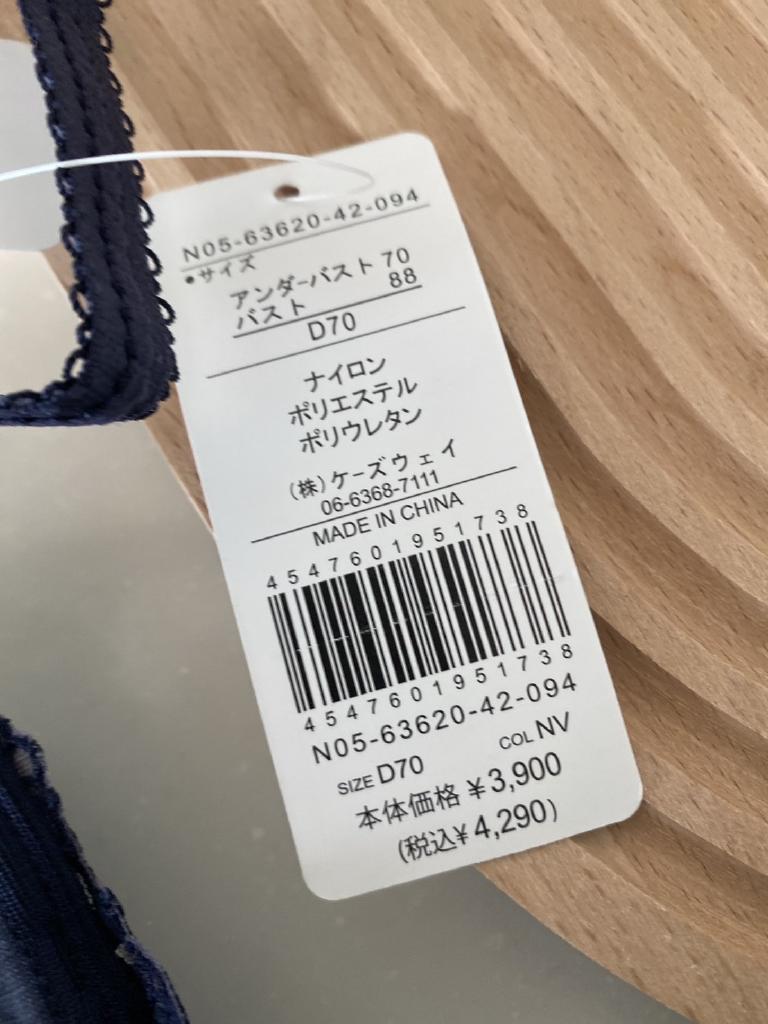 N05-63620-42-094
•サイズ
アンダーバスト 70
バスト 88
D70
ナイロン
ポリエステル
ポリウレタン
(株)ケーズウェイ
06-6368-7111
MADE IN CHINA
4547601951738
4547601951738
N05-63620-42-094
SIZE D70 COL NV
本体価格 ¥3,900
(税込¥4,290)